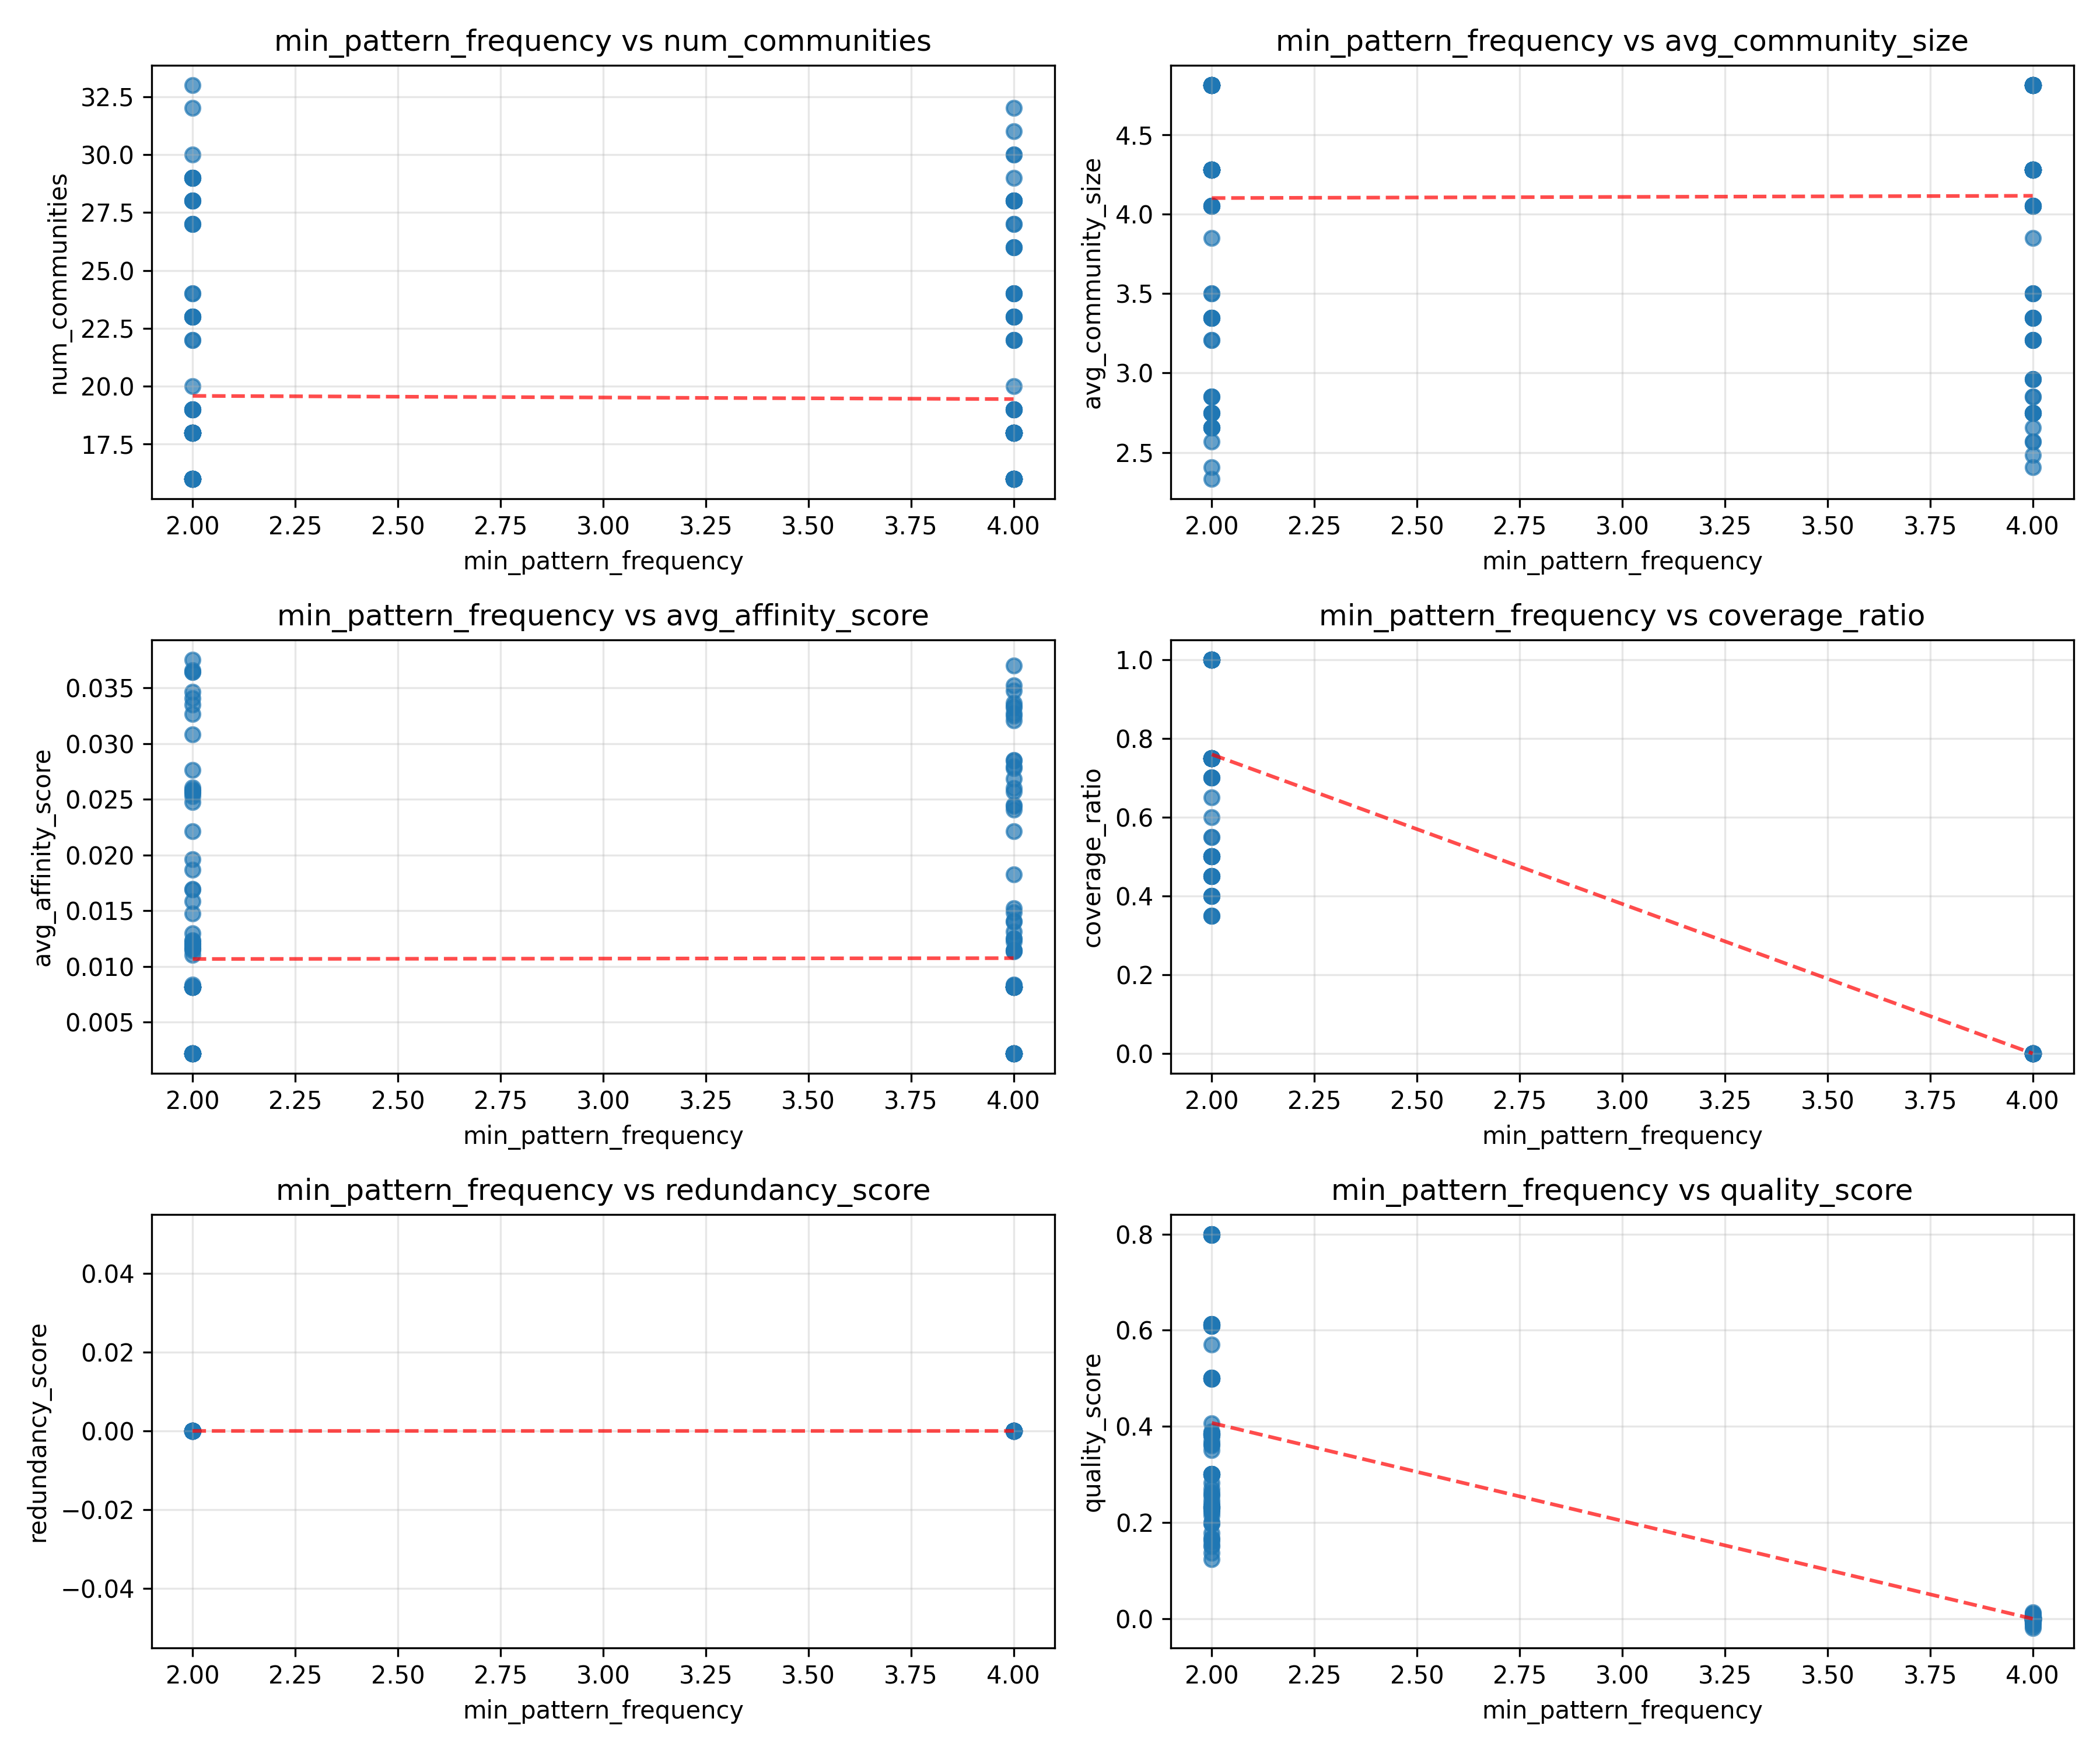 min_pattern_frequency vs num_communities
32.5
30.0
27.5
25.0
22.5
20.0
17.5
num_communities
2.00 2.25 2.50 2.75 3.00 3.25 3.50 3.75 4.00
min_pattern_frequency
min_pattern_frequency vs avg_community_size
4.5
4.0
3.5
3.0
2.5
avg_community_size
2.00 2.25 2.50 2.75 3.00 3.25 3.50 3.75 4.00
min_pattern_frequency
min_pattern_frequency vs avg_affinity_score
0.035
0.030
0.025
0.020
0.015
0.010
0.005
avg_affinity_score
2.00 2.25 2.50 2.75 3.00 3.25 3.50 3.75 4.00
min_pattern_frequency
min_pattern_frequency vs coverage_ratio
1.0
0.8
0.6
0.4
0.2
0.0
coverage_ratio
2.00 2.25 2.50 2.75 3.00 3.25 3.50 3.75 4.00
min_pattern_frequency
min_pattern_frequency vs redundancy_score
0.04
0.02
0.00
−0.02
−0.04
redundancy_score
2.00 2.25 2.50 2.75 3.00 3.25 3.50 3.75 4.00
min_pattern_frequency
min_pattern_frequency vs quality_score
0.8
0.6
0.4
0.2
0.0
quality_score
2.00 2.25 2.50 2.75 3.00 3.25 3.50 3.75 4.00
min_pattern_frequency